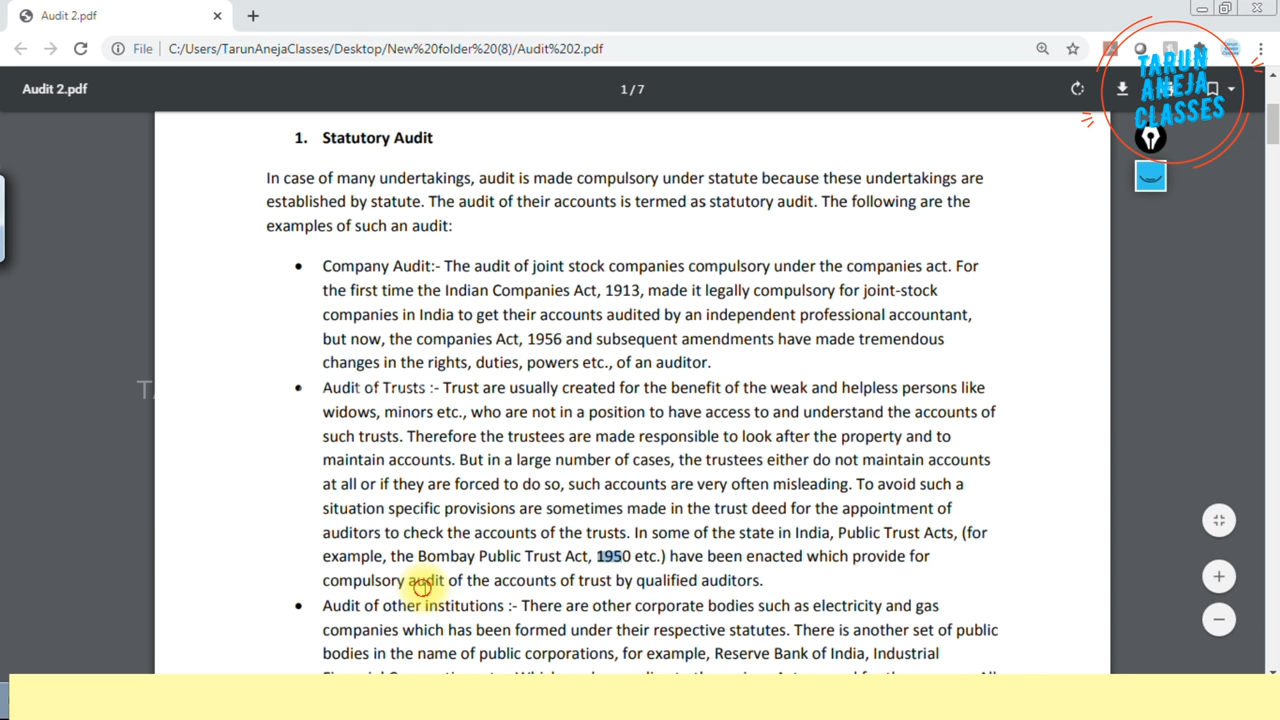 Audit 2.pdf
File
C:/Users/TarunAnejaClasses/Desktop/New%20folder%20(8)/Audit%202.pdf
Audit 2.pdf
1 / 7
TARUN
ANEJA
CLASSES
1. Statutory Audit
In case of many undertakings, audit is made compulsory under statute because these undertakings are
established by statute. The audit of their accounts is termed as statutory audit. The following are the
examples of such an audit:
• Company Audit:- The audit of joint stock companies compulsory under the companies act. For
the first time the Indian Companies Act, 1913, made it legally compulsory for joint-stock
companies in India to get their accounts audited by an independent professional accountant,
but now, the companies Act, 1956 and subsequent amendments have made tremendous
changes in the rights, duties, powers etc., of an auditor.
• Audit of Trusts :- Trust are usually created for the benefit of the weak and helpless persons like
widows, minors etc., who are not in a position to have access to and understand the accounts of
such trusts. Therefore the trustees are made responsible to look after the property and to
maintain accounts. But in a large number of cases, the trustees either do not maintain accounts
at all or if they are forced to do so, such accounts are very often misleading. To avoid such a
situation specific provisions are sometimes made in the trust deed for the appointment of
auditors to check the accounts of the trusts. In some of the state in India, Public Trust Acts, (for
example, the Bombay Public Trust Act, 1950 etc.) have been enacted which provide for
compulsory audit of the accounts of trust by qualified auditors.
• Audit of other institutions :- There are other corporate bodies such as electricity and gas
companies which has been formed under their respective statutes. There is another set of public
bodies in the name of public corporations, for example, Reserve Bank of India, Industrial